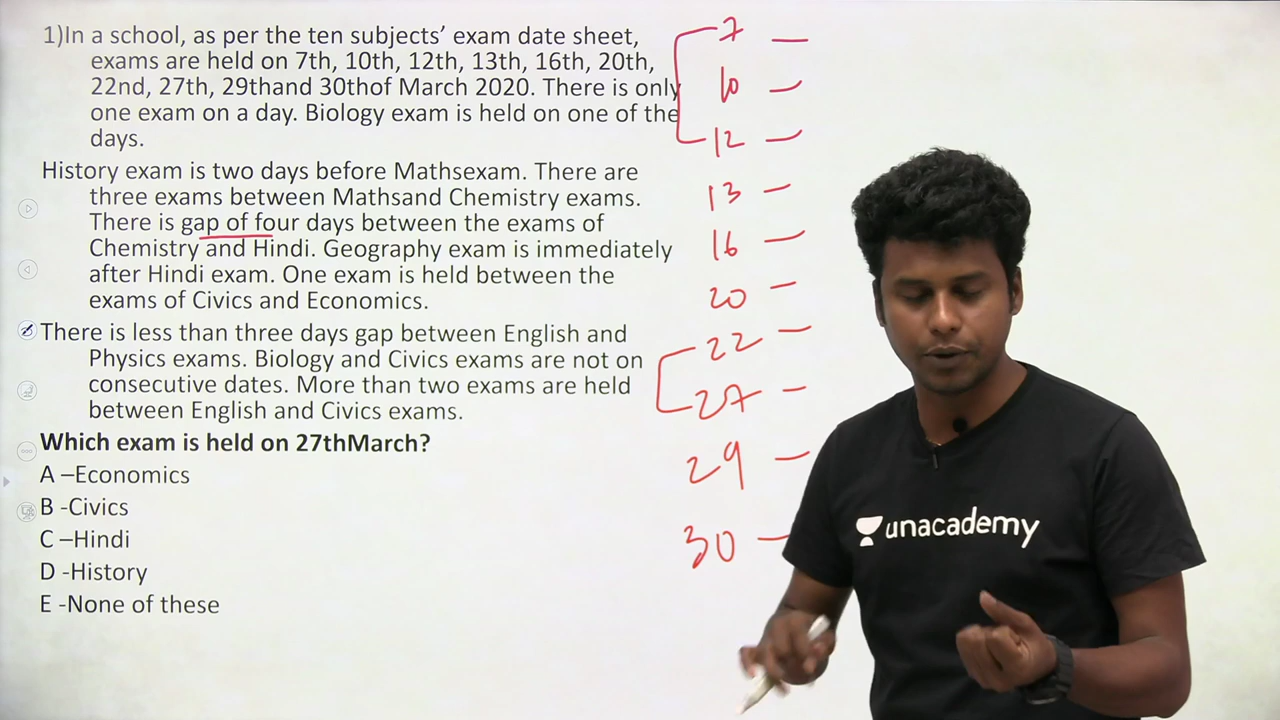 1)In a school, as per the ten subjects' exam date sheet,
exams are held on 7th, 10th, 12th, 13th, 16th, 20th,
22nd, 27th, 29thand 30thof March 2020. There is only
one exam on a day. Biology exam is held on one of the
days.
History exam is two days before Mathsexam. There are
three exams between Mathsand Chemistry exams.
There is gap of four days between the exams of
Chemistry and Hindi. Geography exam is immediately
after Hindi exam. One exam is held between the
exams of Civics and Economics.
There is less than three days gap between English and
Physics exams. Biology and Civics exams are not on
consecutive dates. More than two exams are held
between English and Civics exams.
Which exam is held on 27thMarch?
A –Economics
B -Civics
C –Hindi
D -History
E -None of these
7 —
10 —
12 —
13 —
16 —
20 —
22 —
27 —
29 —
30 —
unacademy